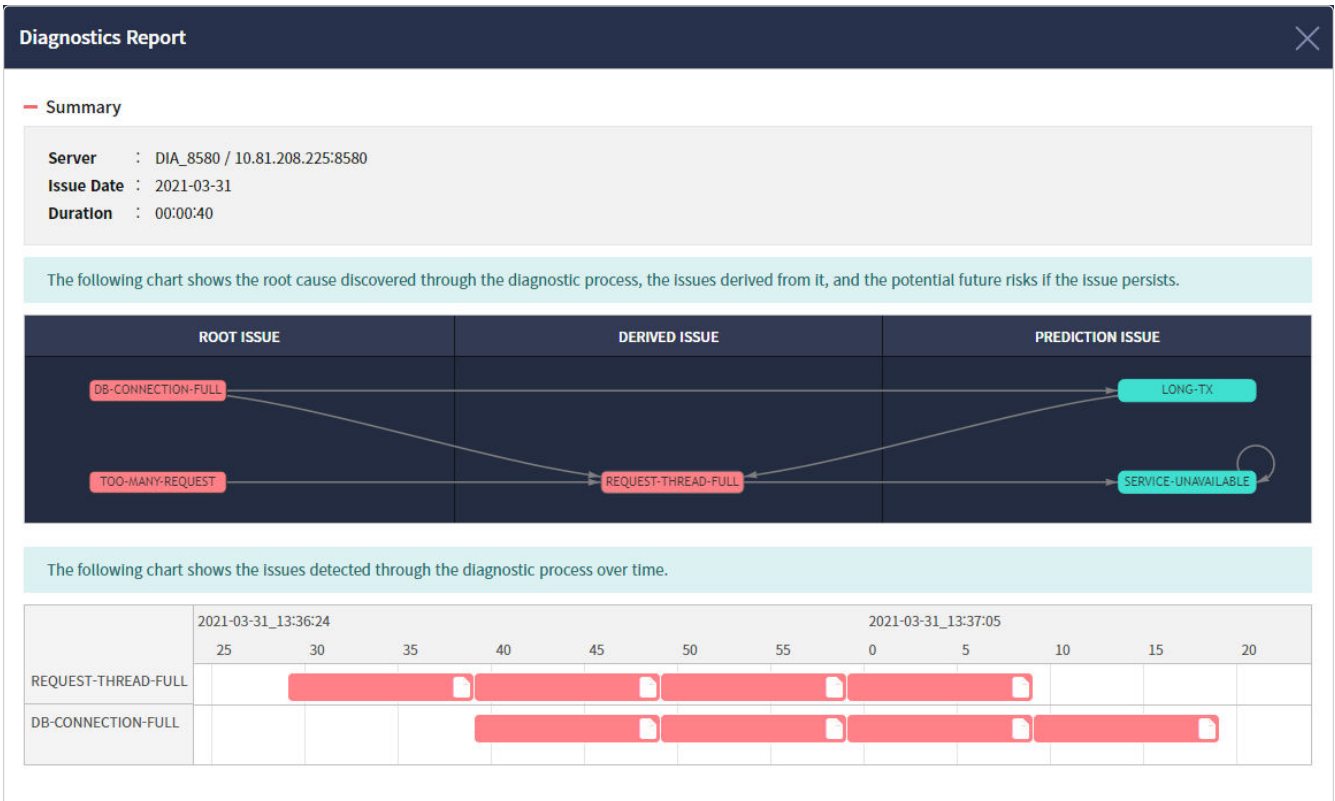 Diagnostics Report
Summary
Server : DIA_8580 / 10.81.208.225:8580
Issue Date : 2021-03-31
Duration : 00:00:40
The following chart shows the root cause discovered through the diagnostic process, the issues derived from it, and the potential future risks if the issue persists.
ROOT ISSUE DERIVED ISSUE PREDICTION ISSUE
DB-CONNECTION-FULL LONG-TX
TOO-MANY-REQUEST REQUEST-THREAD-FULL SERVICE-UNAVAILABLE
The following chart shows the issues detected through the diagnostic process over time.
2021-03-31_13:36:24 2021-03-31_13:37:05
25 30 35 40 45 50 55 0 5 10 15 20
REQUEST-THREAD-FULL
DB-CONNECTION-FULL